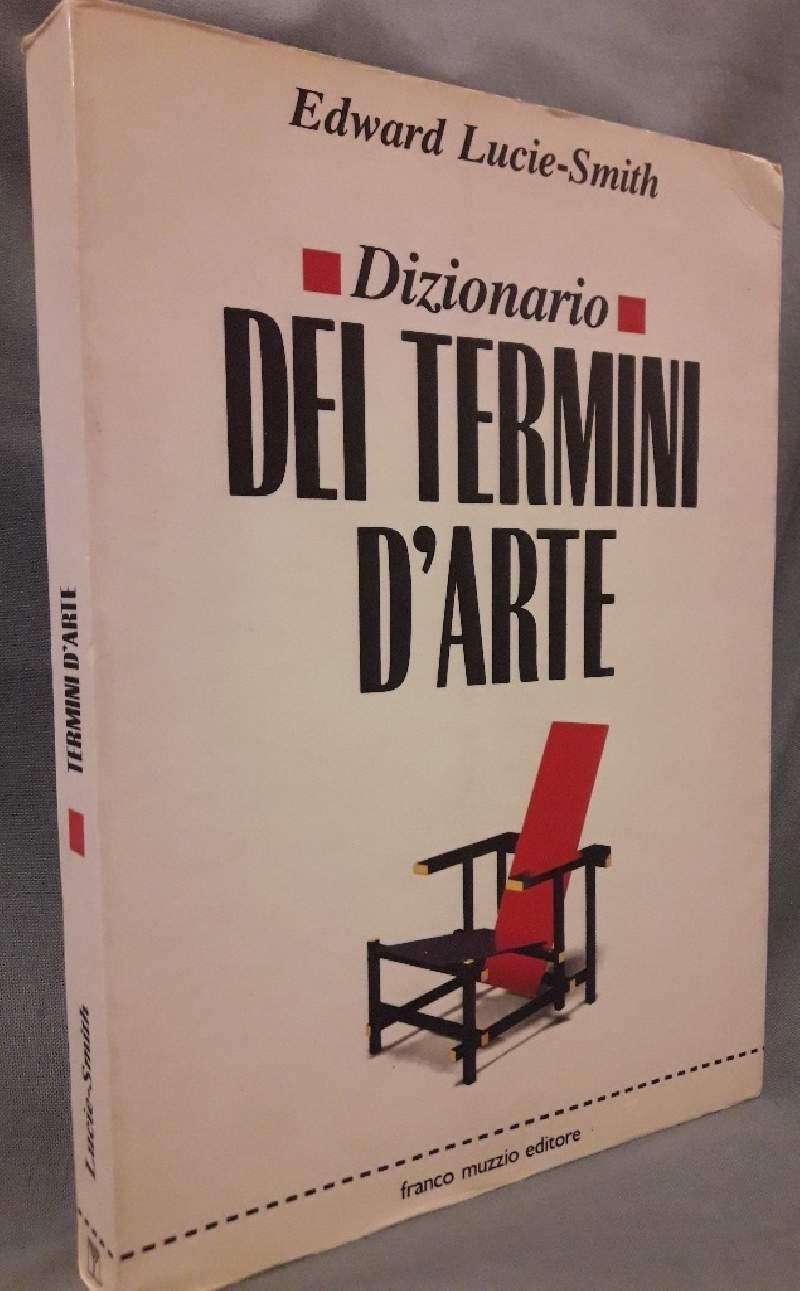 Edward Lucie-Smith
Dizionario
DEI TERMINI
D'ARTE
franco muzzio editore
TERMINI D'ARTE
Lucie-Smith